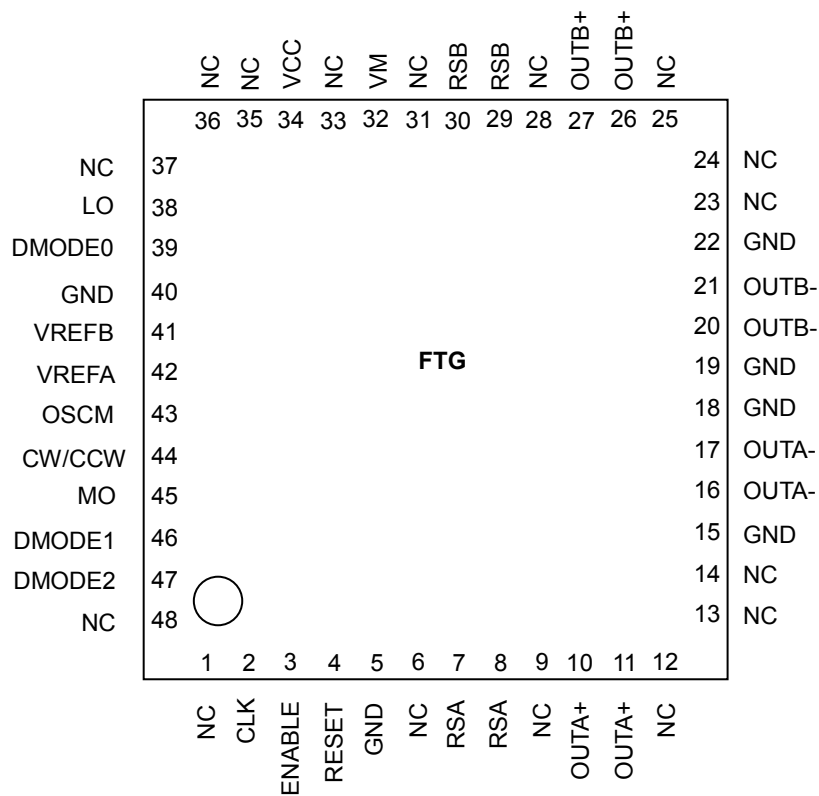 NC NC VCC NC VM NC RSB RSB NC OUTB+ OUTB+ NC
36 35 34 33 32 31 30 29 28 27 26 25
NC 37
LO 38
DMODE0 39
GND 40
VREFB 41
VREFA 42
OSCM 43
CW/CCW 44
MO 45
DMODE1 46
DMODE2 47
NC 48
FTG
24 NC
23 NC
22 GND
21 OUTB-
20 OUTB-
19 GND
18 GND
17 OUTA-
16 OUTA-
15 GND
14 NC
13 NC
1 2 3 4 5 6 7 8 9 10 11 12
NC CLK ENABLE RESET GND NC RSA RSA NC OUTA+ OUTA+ NC